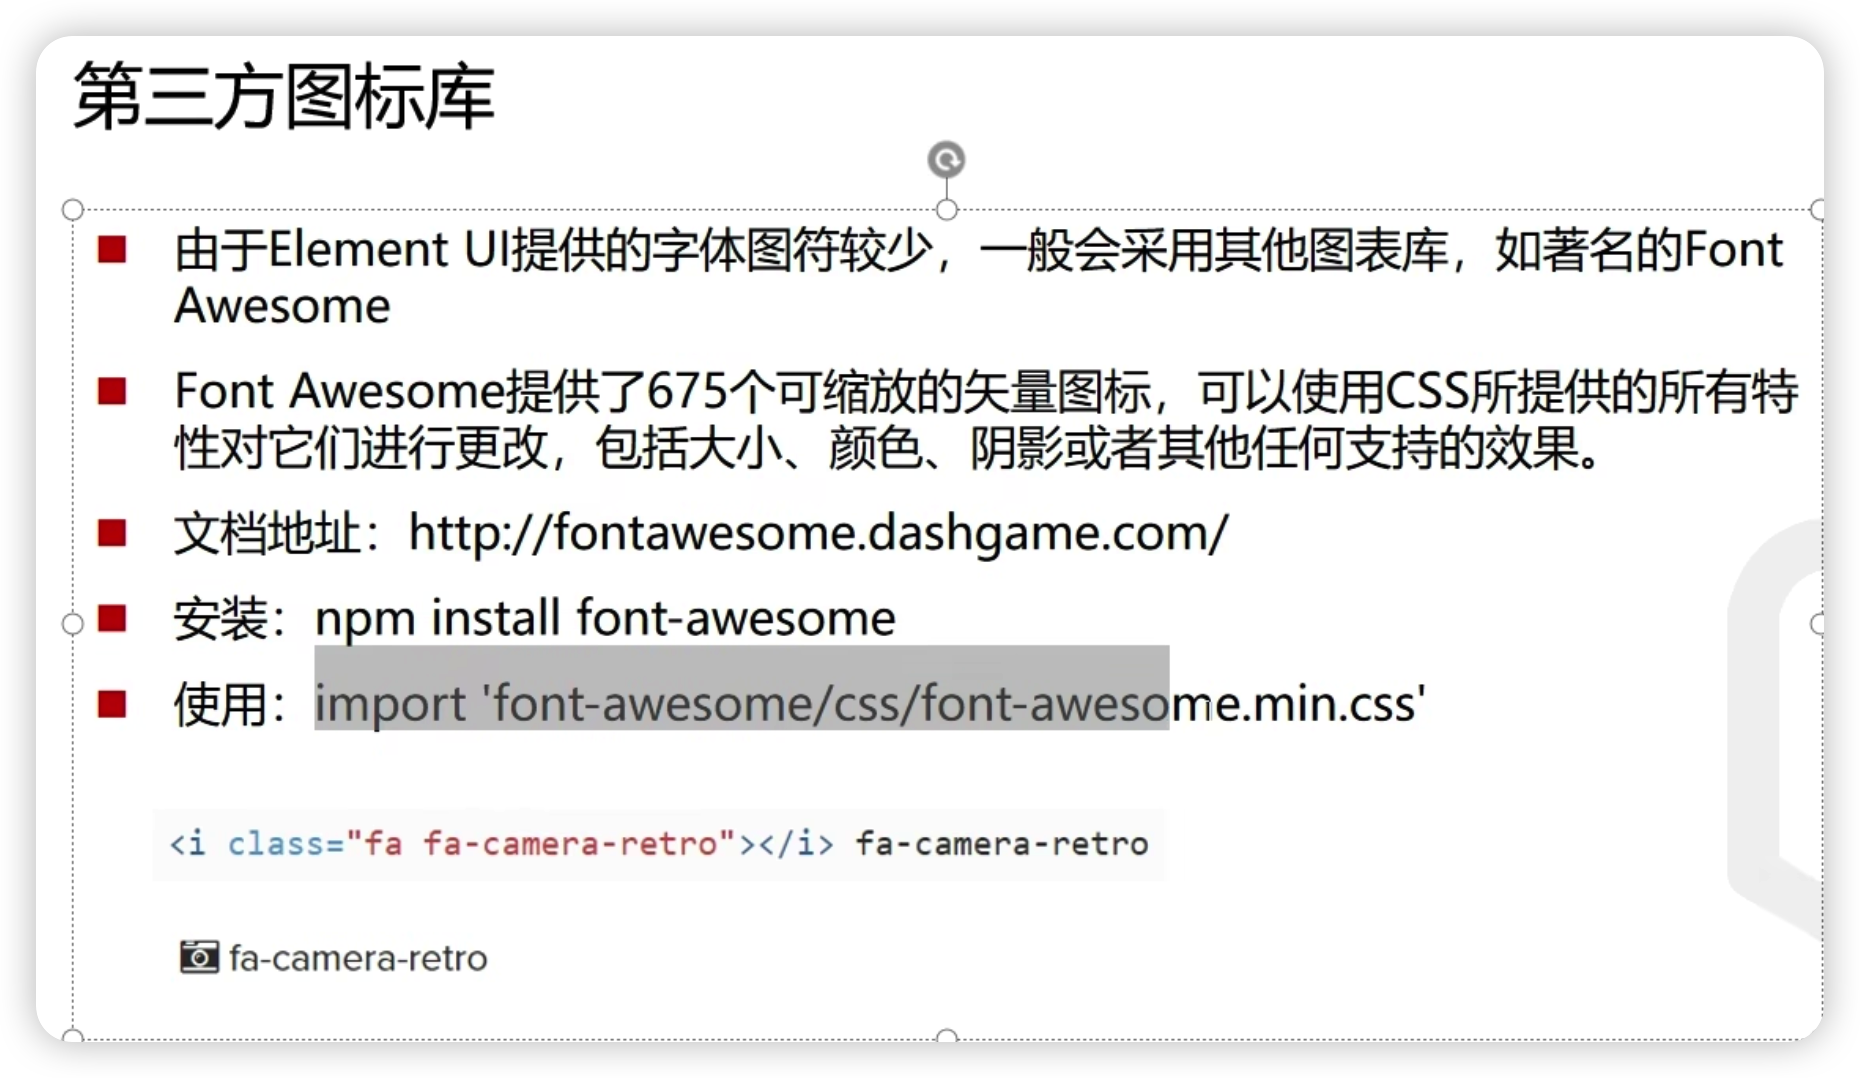 第三方图标库
由于Element UI提供的字体图符较少，一般会采用其他图表库，如著名的Font
Awesome
Font Awesome提供了675个可缩放的矢量图标，可以使用CSS所提供的所有特
性对它们进行更改，包括大小、颜色、阴影或者其他任何支持的效果。
文档地址：http://fontawesome.dashgame.com/
安装：npm install font-awesome
使用：import 'font-awesome/css/font-awesome.min.css'
<i class="fa fa-camera-retro"></i> fa-camera-retro
fa-camera-retro